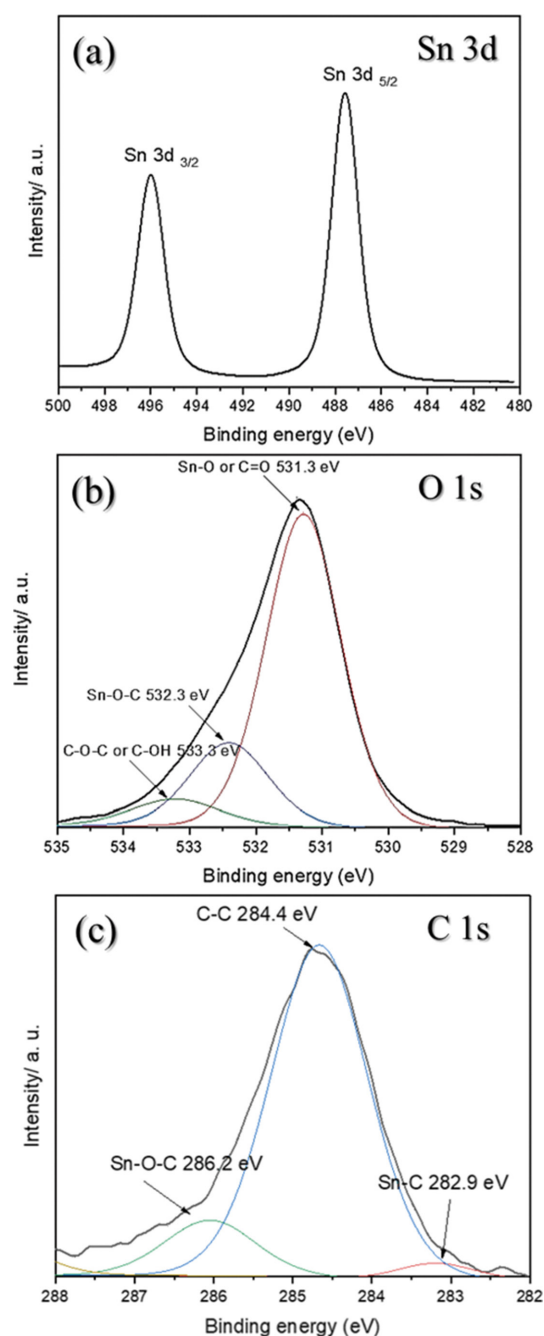 (a)
Sn 3d
Sn 3d 5/2
Sn 3d 3/2
Intensity/ a.u.
500 498 496 494 492 490 488 486 484 482 480
Binding energy (eV)
Sn-O or C=O 531.3 eV
(b)
O 1s
Intensity/ a.u.
Sn-O-C 532.3 eV
C-O-C or C-OH 533.3 eV
535 534 533 532 531 530 529 528
Binding energy (eV)
C-C 284.4 eV
(c)
C 1s
Intensity/ a. u.
Sn-O-C 286.2 eV
Sn-C 282.9 eV
288 287 286 285 284 283 282
Binding energy (eV)